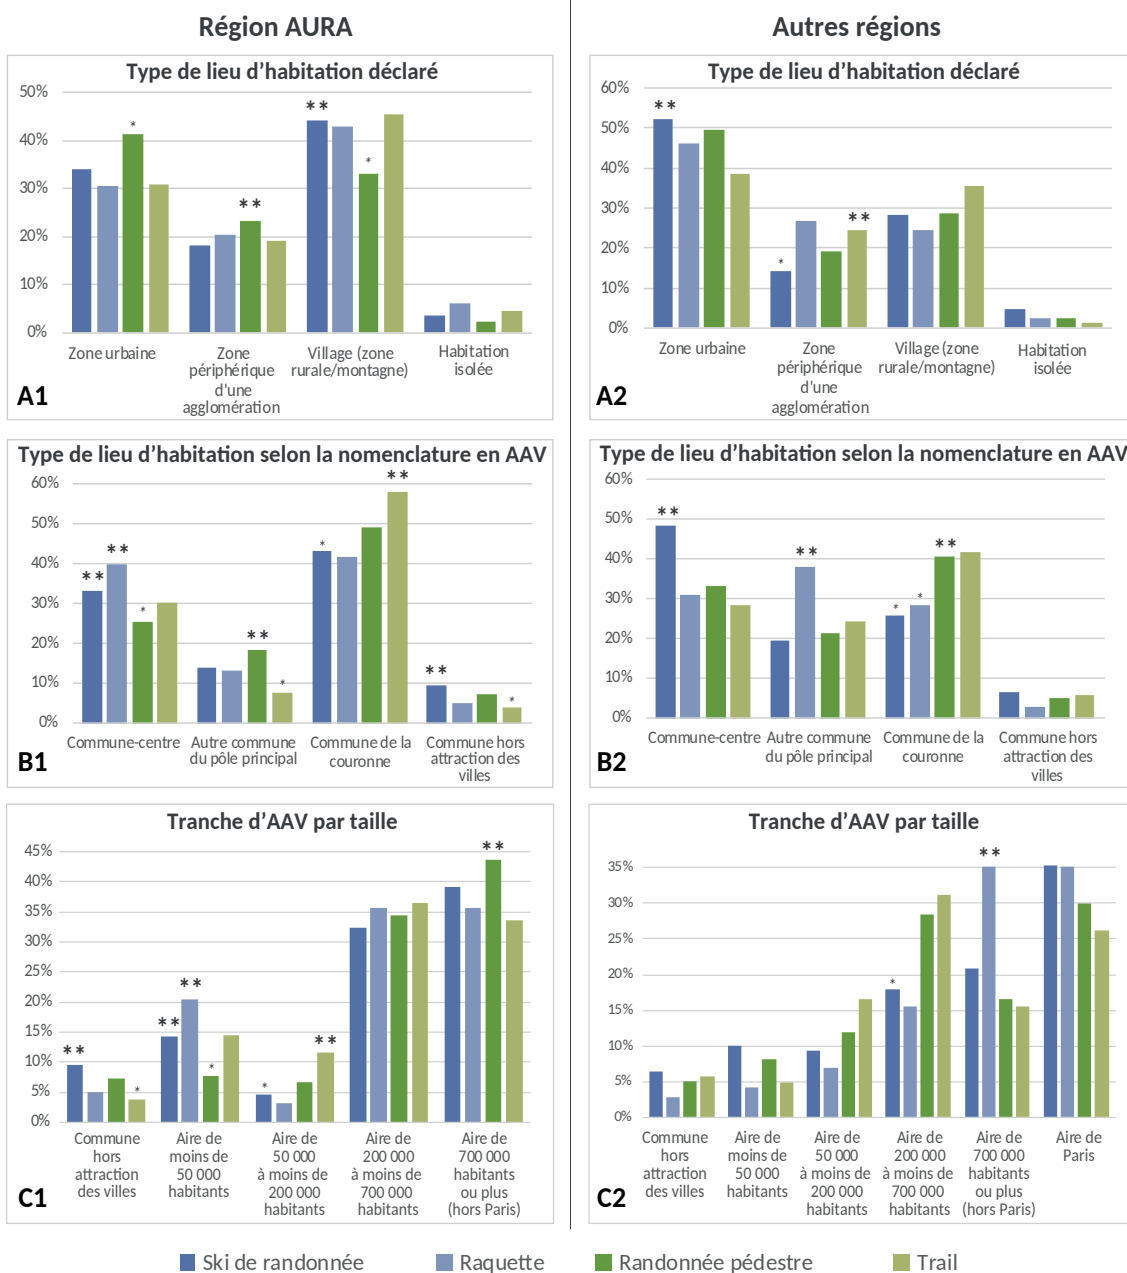 Région AURA
Autres régions
Type de lieu d’habitation déclaré
50%
40%
30%
20%
10%
0%
*
**
**
*
Zone urbaine
Zone
périphérique
d'une
agglomération
Village (zone
rurale/montagne)
Habitation
isolée
A1
Type de lieu d’habitation déclaré
60%
50%
40%
30%
20%
10%
0%
**
*
**
Zone urbaine
Zone
périphérique
d'une
agglomération
Village (zone
rurale/montagne)
Habitation
isolée
A2
Type de lieu d’habitation selon la nomenclature en AAV
60%
50%
40%
30%
20%
10%
0%
**
**
*
**
*
*
**
**
*
Commune-centre
Autre commune
du pôle principal
Commune de la
couronne
Commune hors
attraction des
villes
B1
Type de lieu d’habitation selon la nomenclature en AAV
60%
50%
40%
30%
20%
10%
0%
**
**
*
*
**
Commune-centre
Autre commune
du pôle principal
Commune de la
couronne
Commune hors
attraction des
villes
B2
Tranche d’AAV par taille
45%
40%
35%
30%
25%
20%
15%
10%
5%
0%
**
*
**
**
*
*
**
**
Commune
hors
attraction
des villes
Aire de
moins de
50 000
habitants
Aire de
50 000
à moins de
200 000
habitants
Aire de
200 000
à moins de
700 000
habitants
Aire de
700 000
habitants
ou plus
(hors Paris)
C1
Tranche d’AAV par taille
35%
30%
25%
20%
15%
10%
5%
0%
*
**
Commune
hors
attraction
des villes
Aire de
moins de
50 000
habitants
Aire de
50 000
à moins de
200 000
habitants
Aire de
200 000
à moins de
700 000
habitants
Aire de
700 000
habitants
ou plus
(hors Paris)
Aire de
Paris
C2
Ski de randonnée
Raquette
Randonnée pédestre
Trail